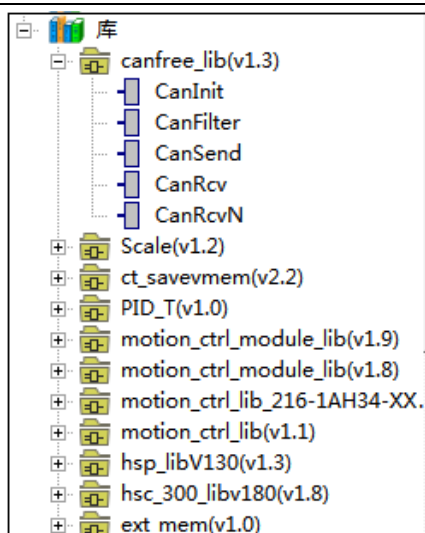 库
canfree_lib(v1.3)
CanInit
CanFilter
CanSend
CanRcv
CanRcvN
Scale(v1.2)
ct_savevmem(v2.2)
PID_T(v1.0)
motion_ctrl_module_lib(v1.9)
motion_ctrl_module_lib(v1.8)
motion_ctrl_lib_216-1AH34-XX.
motion_ctrl_lib(v1.1)
hsp_libV130(v1.3)
hsc_300_libv180(v1.8)
ext_mem(v1.0)